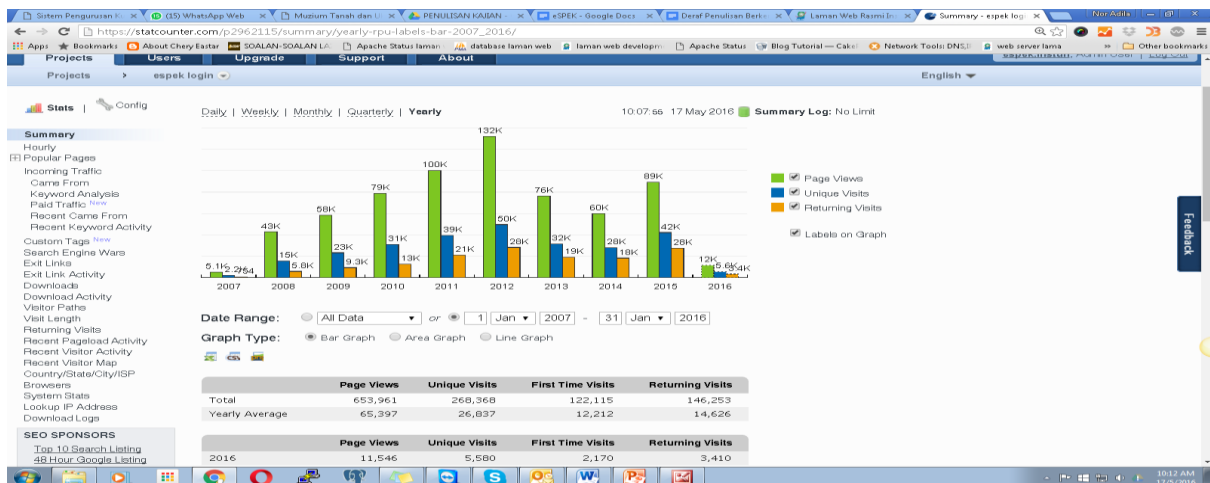 Sistem Pengurusan K
(15) WhatsApp Web
Muzium Tanah dan U
PENULISAN KAJIAN -
eSPEK - Google Docs
Deraf Penulisan Berk
Laman Web Rasmi In
Summary - espek log
Nor Adila
https://statcounter.com/p2962115/summary/yearly-rpu-labels-bar-2007_2016/
Apps Bookmarks About Chery Eastar SOALAN-SOALAN LA Apache Status laman database laman web laman web developm Apache Status Blog Tutorial — Cake Network Tools: DNS,I web server lama » Other bookmarks
Projects Users Upgrade Support About
Admin User | Log Out
Projects > espek login
English
Stats | Config
Daily | Weekly | Monthly | Quarterly | Yearly
10:07:56 17 May 2016 Summary Log: No Limit
Summary
Hourly
Popular Pages
Incoming Traffic
Came From
Keyword Analysis
Paid Traffic New
Recent Came From
Recent Keyword Activity
Custom Tags New
Search Engine Wars
Exit Links
Exit Link Activity
Downloads
Download Activity
Visitor Paths
Visit Length
Returning Visits
Recent Pageload Activity
Recent Visitor Activity
Recent Visitor Map
Country/State/City/ISP
Browsers
System Stats
Lookup IP Address
Download Logs
SEO SPONSORS
Top 10 Search Listing
48 Hour Google Listing
5.1K 2.2K 754
43K 15K 5.8K
58K 23K 9.3K
79K 31K 13K
100K 39K 21K
132K 50K 28K
76K 32K 19K
60K 28K 18K
89K 42K 28K
12K 5.6K 3.4K
2007 2008 2009 2010 2011 2012 2013 2014 2015 2016
Page Views
Unique Visits
Returning Visits
Labels on Graph
Feedback
Date Range: All Data or 1 Jan 2007 - 31 Jan 2016
Graph Type: Bar Graph Area Graph Line Graph
Page Views Unique Visits First Time Visits Returning Visits
Total 653,961 268,368 122,115 146,253
Yearly Average 65,397 26,837 12,212 14,626
Page Views Unique Visits First Time Visits Returning Visits
2016 11,546 5,580 2,170 3,410
10:12 AM
17/5/2016